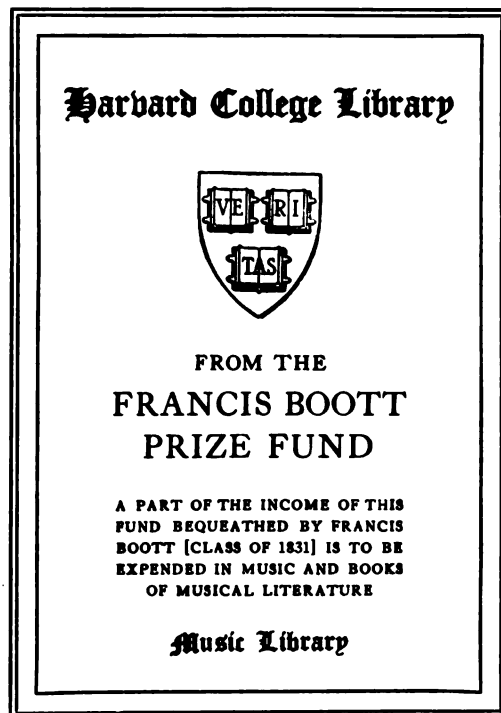 Harvard College Library
VE RI
TAS
FROM THE
FRANCIS BOOTT
PRIZE FUND
A PART OF THE INCOME OF THIS
FUND BEQUEATHED BY FRANCIS
BOOTT [CLASS OF 1831] IS TO BE
EXPENDED IN MUSIC AND BOOKS
OF MUSICAL LITERATURE
Music Library